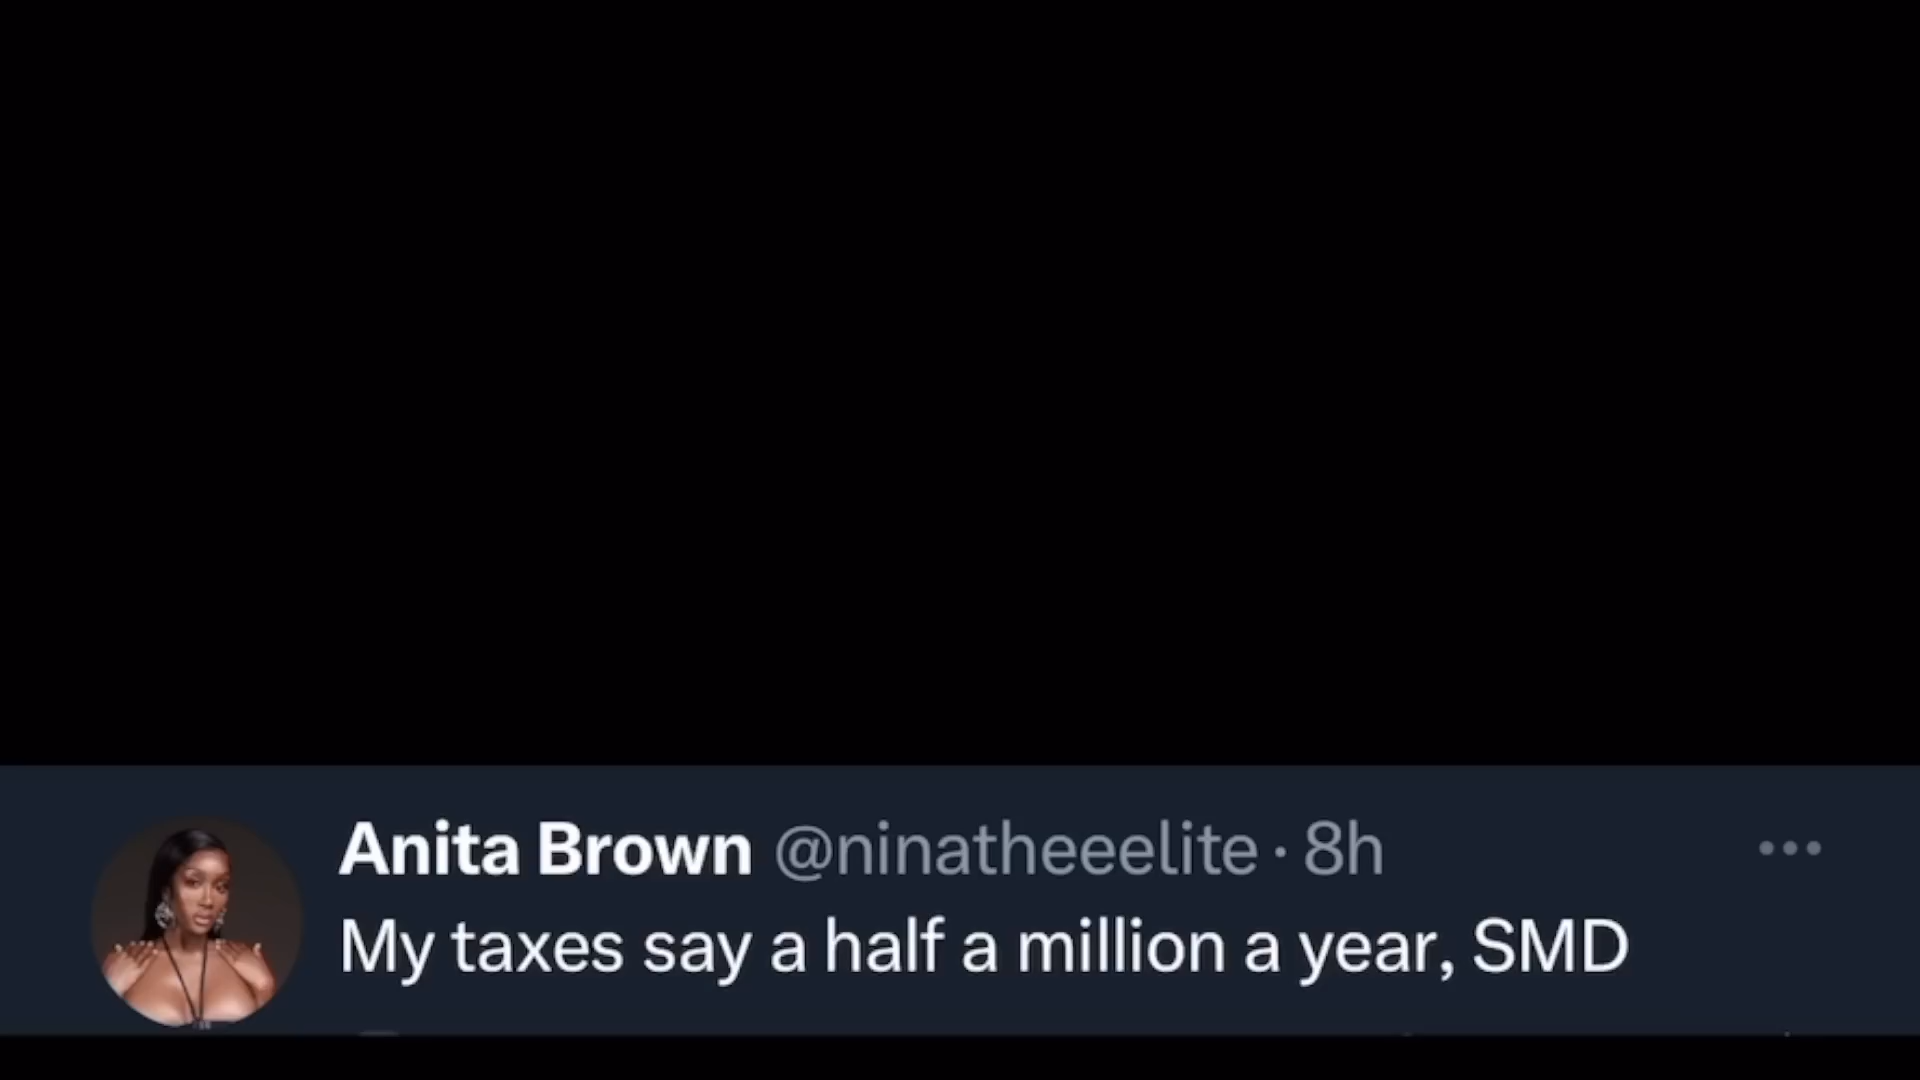 Anita Brown @ninatheeelite · 8h
My taxes say a half a million a year, SMD